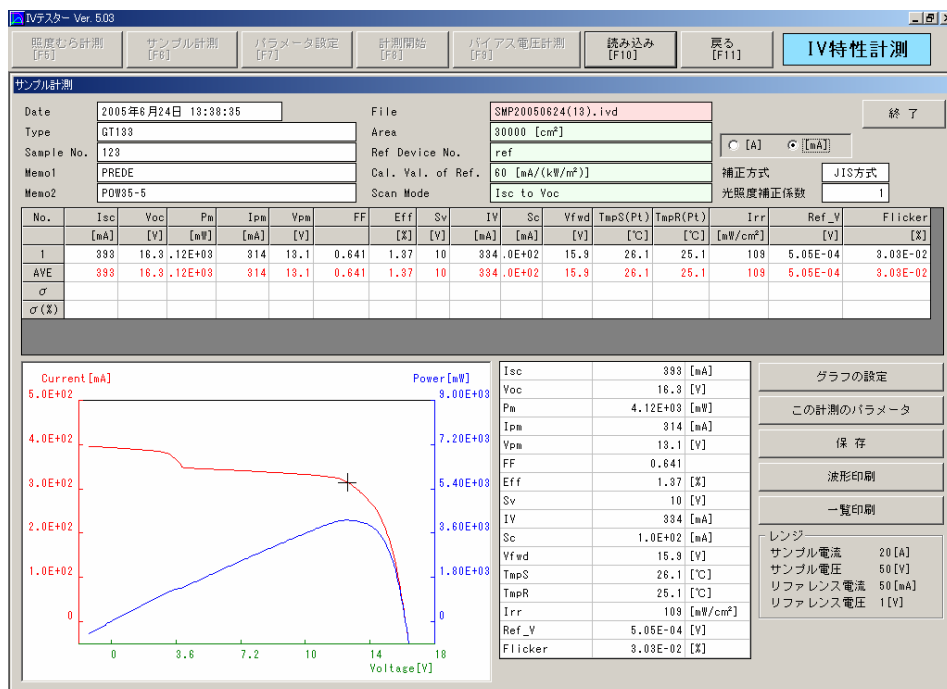 IVテスター Ver. 5.03
照度むら計測 [F5]
サンプル計測 [F6]
パラメータ設定 [F7]
計測開始 [F8]
バイアス電圧計測 [F9]
読み込み [F10]
戻る [F11]
IV特性計測
サンプル計測
Date 2005年6月24日 13:38:35 File SMP20050624(13).ivd 終 了
Type GT133 Area 30000 [cm²]
Sample No. 123 Ref Device No. ref [A] [mA]
Memo1 PREDE Cal. Val. of Ref. 60 [mA/(kW/m²)] 補正方式 JIS方式
Memo2 POW35-5 Scan Mode Isc to Voc 光照度補正係数 1
No. Isc Voc Pm Ipm Vpm FF Eff Sv IV Sc Vfwd TmpS(Pt) TmpR(Pt) Irr Ref_V Flicker
[mA] [V] [mW] [mA] [V] [%] [V] [mA] [mA] [V] [℃] [℃] [mW/cm²] [V] [%]
1 393 16.3 .12E+03 314 13.1 0.641 1.37 10 334 .0E+02 15.9 26.1 25.1 109 5.05E-04 3.03E-02
AVE 393 16.3 .12E+03 314 13.1 0.641 1.37 10 334 .0E+02 15.9 26.1 25.1 109 5.05E-04 3.03E-02
σ
σ(%)
Current[mA] Power[mW]
5.0E+02 9.00E+03
4.0E+02 7.20E+03
3.0E+02 5.40E+03
2.0E+02 3.60E+03
1.0E+02 1.80E+03
0 0
0 3.6 7.2 10 14 18
Voltage[V]
Isc 393 [mA]
Voc 16.3 [V]
Pm 4.12E+03 [mW]
Ipm 314 [mA]
Vpm 13.1 [V]
FF 0.641
Eff 1.37 [%]
Sv 10 [V]
IV 334 [mA]
Sc 1.0E+02 [mA]
Vfwd 15.9 [V]
TmpS 26.1 [℃]
TmpR 25.1 [℃]
Irr 109 [mW/cm²]
Ref_V 5.05E-04 [V]
Flicker 3.03E-02 [%]
グラフの設定
この計測のパラメータ
保 存
波形印刷
一覧印刷
レンジ
サンプル電流 20[A]
サンプル電圧 50[V]
リファレンス電流 50[mA]
リファレンス電圧 1[V]